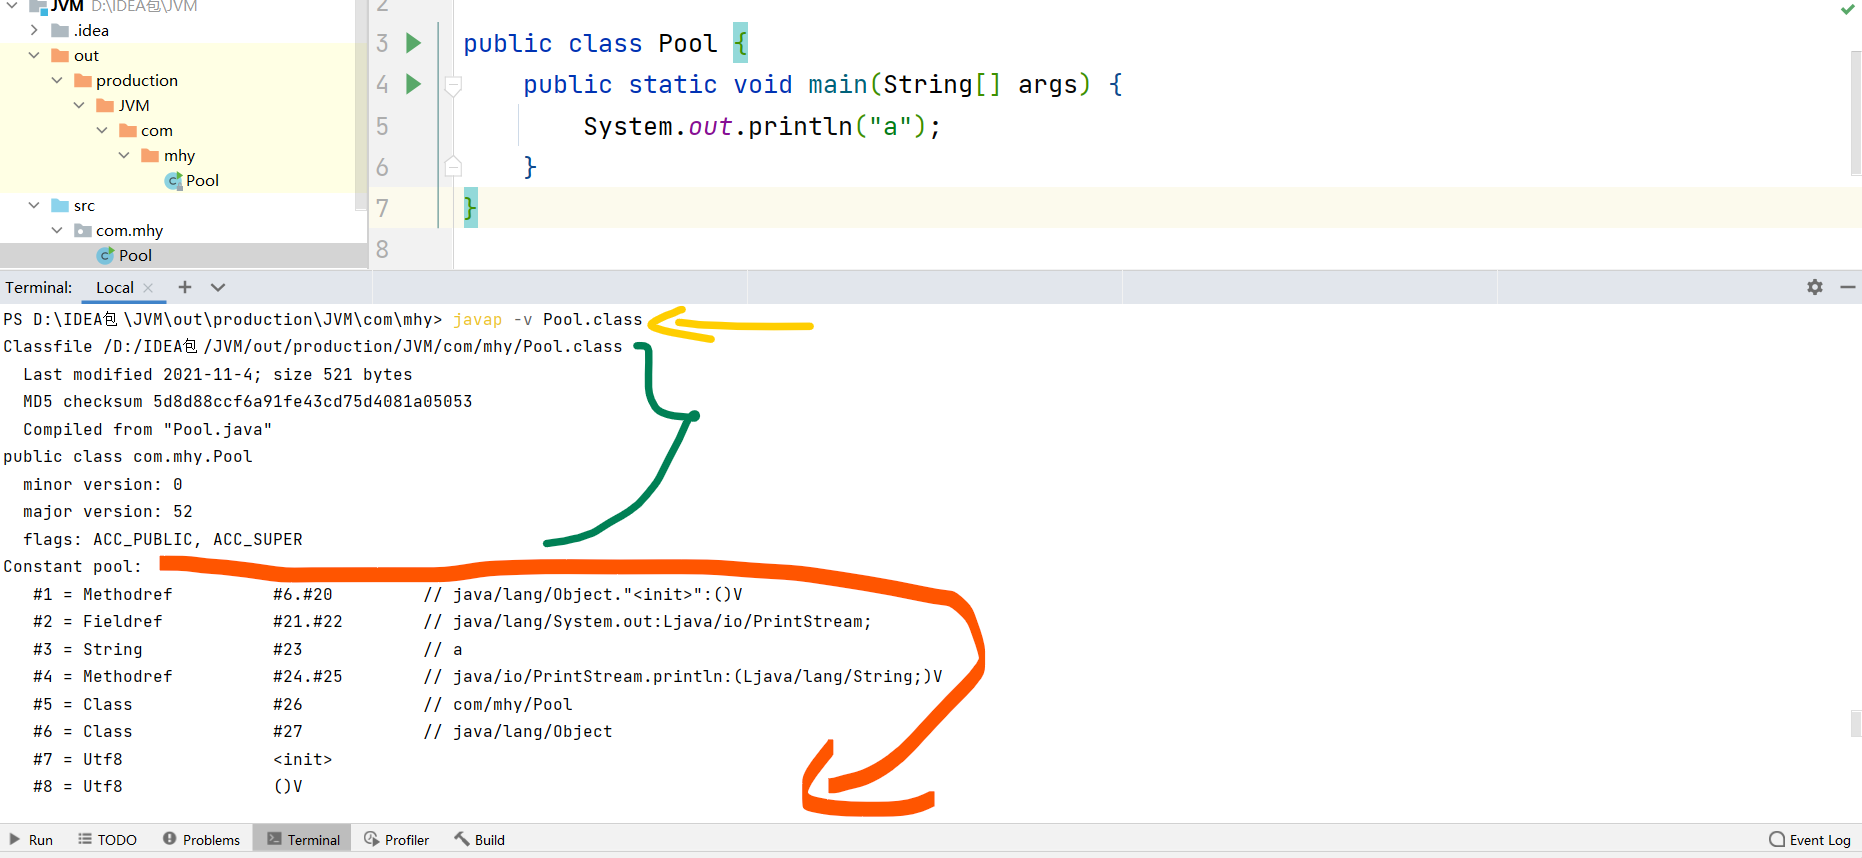 JVM D:\IDEA包\JVM
.idea
out
production
JVM
com
mhy
Pool
src
com.mhy
Pool
2
3 public class Pool {
4 public static void main(String[] args) {
5 System.out.println("a");
6 }
7 }
8
Terminal: Local
PS D:\IDEA包\JVM\out\production\JVM\com\mhy> javap -v Pool.class
Classfile /D:/IDEA包/JVM/out/production/JVM/com/mhy/Pool.class
Last modified 2021-11-4; size 521 bytes
MD5 checksum 5d8d88ccf6a91fe43cd75d4081a05053
Compiled from "Pool.java"
public class com.mhy.Pool
minor version: 0
major version: 52
flags: ACC_PUBLIC, ACC_SUPER
Constant pool:
#1 = Methodref #6.#20 // java/lang/Object."<init>":()V
#2 = Fieldref #21.#22 // java/lang/System.out:Ljava/io/PrintStream;
#3 = String #23 // a
#4 = Methodref #24.#25 // java/io/PrintStream.println:(Ljava/lang/String;)V
#5 = Class #26 // com/mhy/Pool
#6 = Class #27 // java/lang/Object
#7 = Utf8 <init>
#8 = Utf8 ()V
Run TODO Problems Terminal Profiler Build Event Log